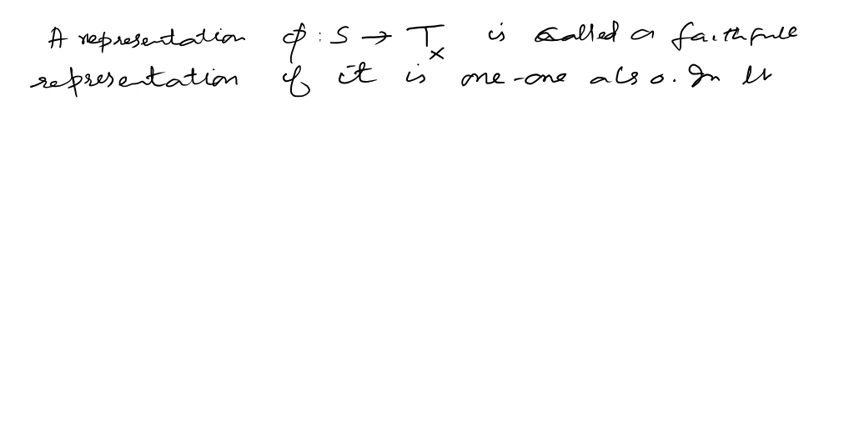 A representation ϕ : S → T_X is called a faithfull
representation if it is one-one also. In